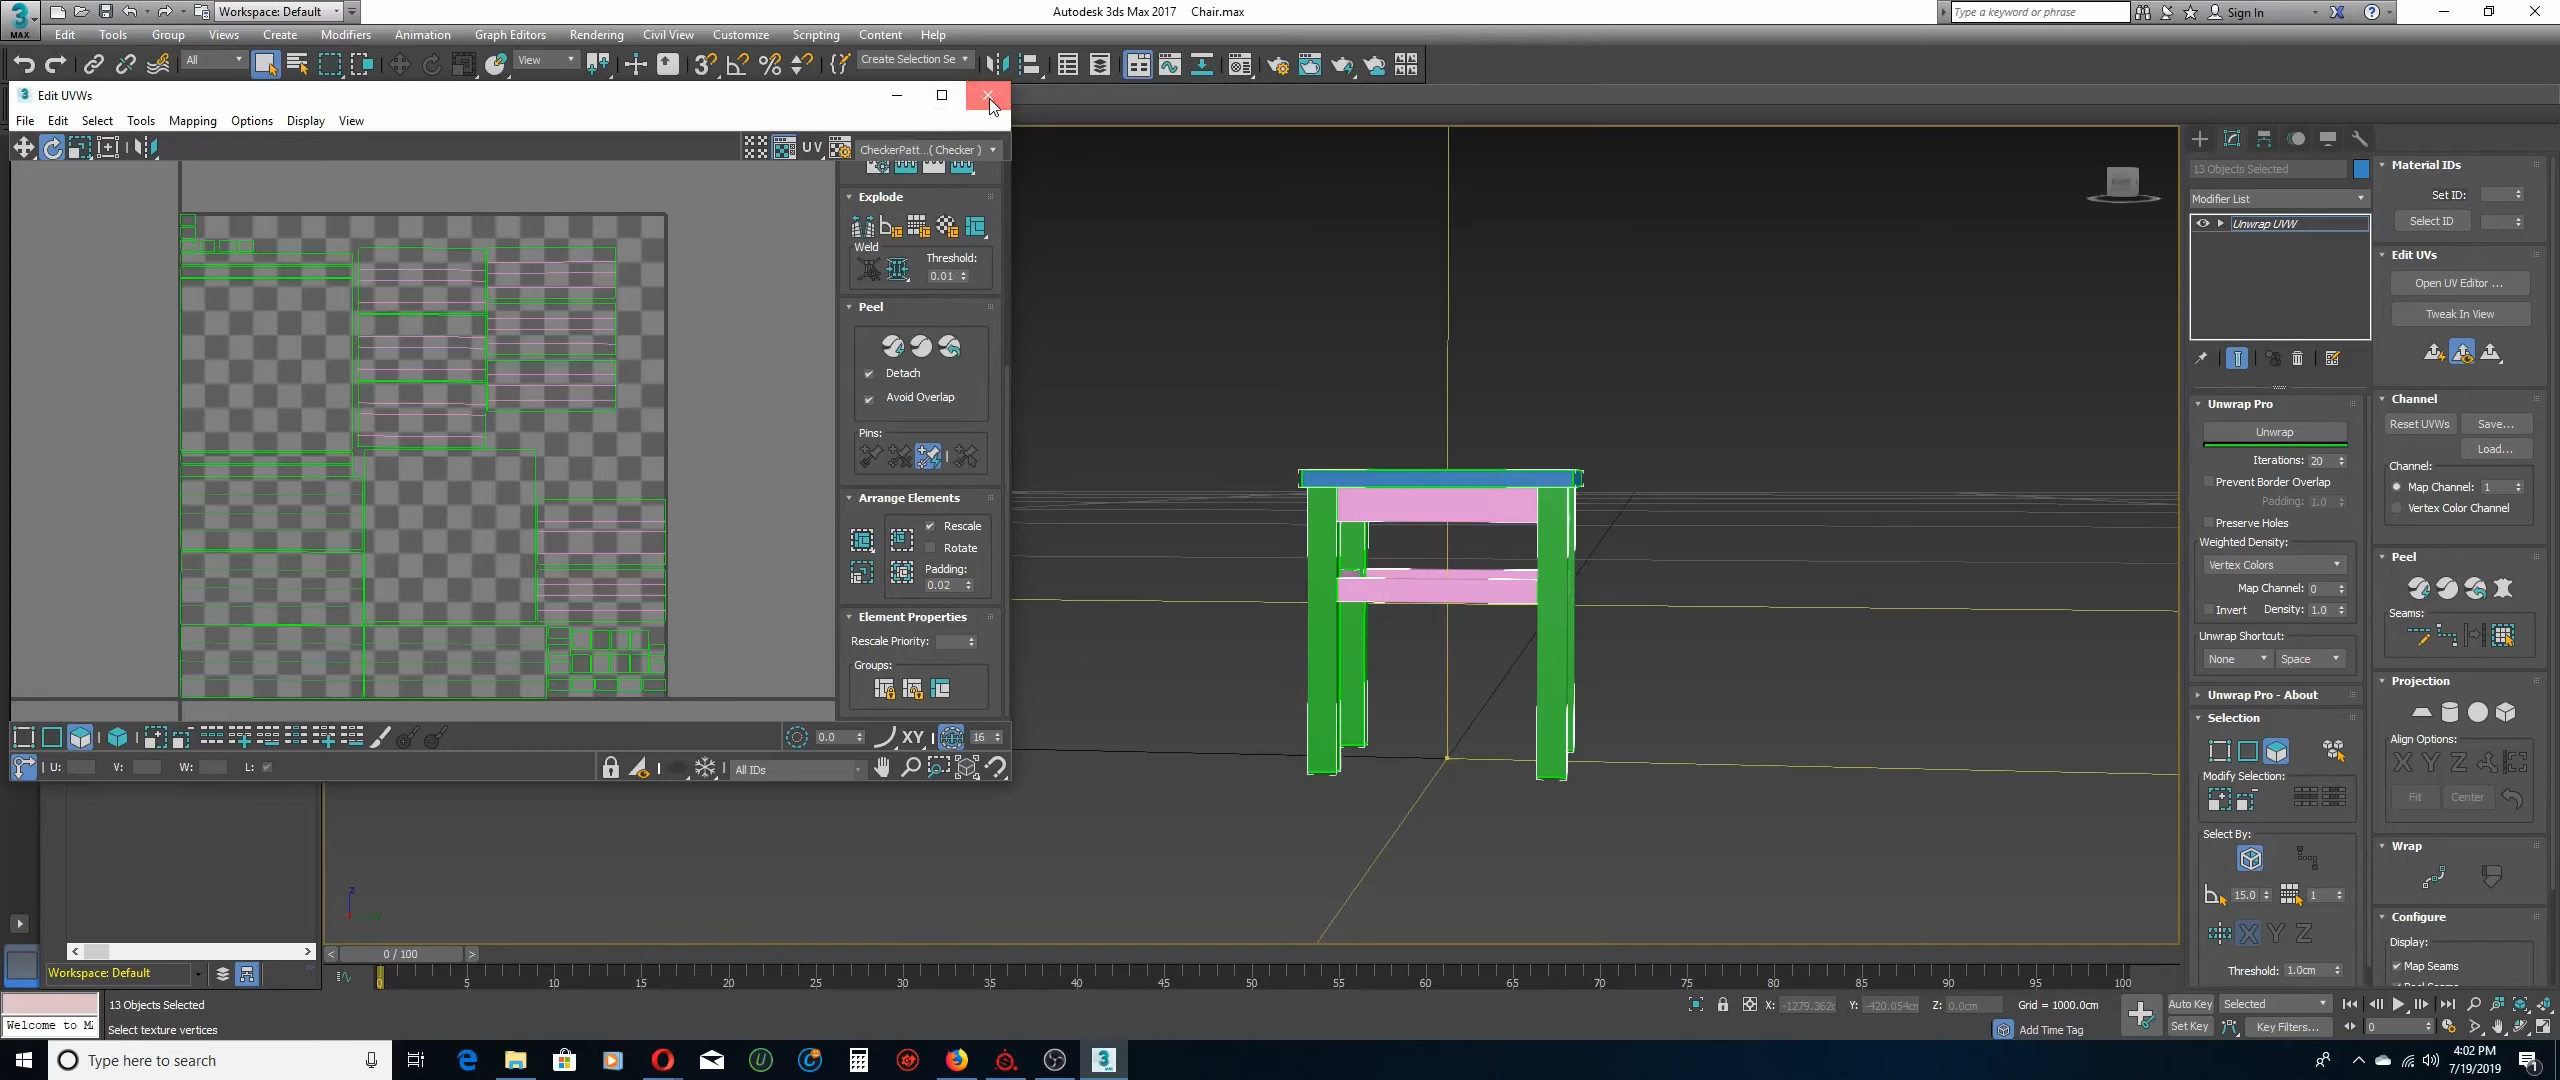 Workspace: Default
Autodesk 3ds Max 2017 Chair.max
Type a keyword or phrase
Sign In
MAX
Edit Tools Group Views Create Modifiers Animation Graph Editors Rendering Civil View Customize Scripting Content Help
All
View
Create Selection Se
3 Edit UVWs
File Edit Select Tools Mapping Options Display View
UV
CheckerPatt...( Checker )
Explode
Weld
Threshold:
0.01
Peel
Detach
Avoid Overlap
Pins:
Arrange Elements
Rescale
Rotate
Padding:
0.02
Element Properties
Rescale Priority:
Groups:
0.0
XY
16
U: V: W: L:
All IDs
RIGHT
z
13 Objects Selected
Modifier List
Unwrap UVW
Unwrap Pro
Unwrap
Iterations: 20
Prevent Border Overlap
Padding: 1.0
Preserve Holes
Weighted Density:
Vertex Colors
Map Channel: 0
Invert Density: 1.0
Unwrap Shortcut:
None Space
Unwrap Pro - About
Selection
Modify Selection:
Select By:
15.0
1
X Y Z
Threshold: 1.0cm
Material IDs
Set ID:
Select ID
Edit UVs
Open UV Editor ...
Tweak In View
Channel
Reset UVWs Save...
Load...
Channel:
Map Channel: 1
Vertex Color Channel
Peel
Seams:
Projection
Align Options:
X Y Z
Fit Center
Wrap
Configure
Display:
Map Seams
0 / 100
Workspace: Default
0 5 10 15 20 25 30 35 40 45 50 55 60 65 70 75 80 85 90 95 100
13 Objects Selected
Welcome to M
Select texture vertices
X: -1279.362c Y: -420.054cm Z: 0.0cm Grid = 1000.0cm
Add Time Tag
Auto Key Selected
Set Key Key Filters...
0
Type here to search
4:02 PM
7/19/2019